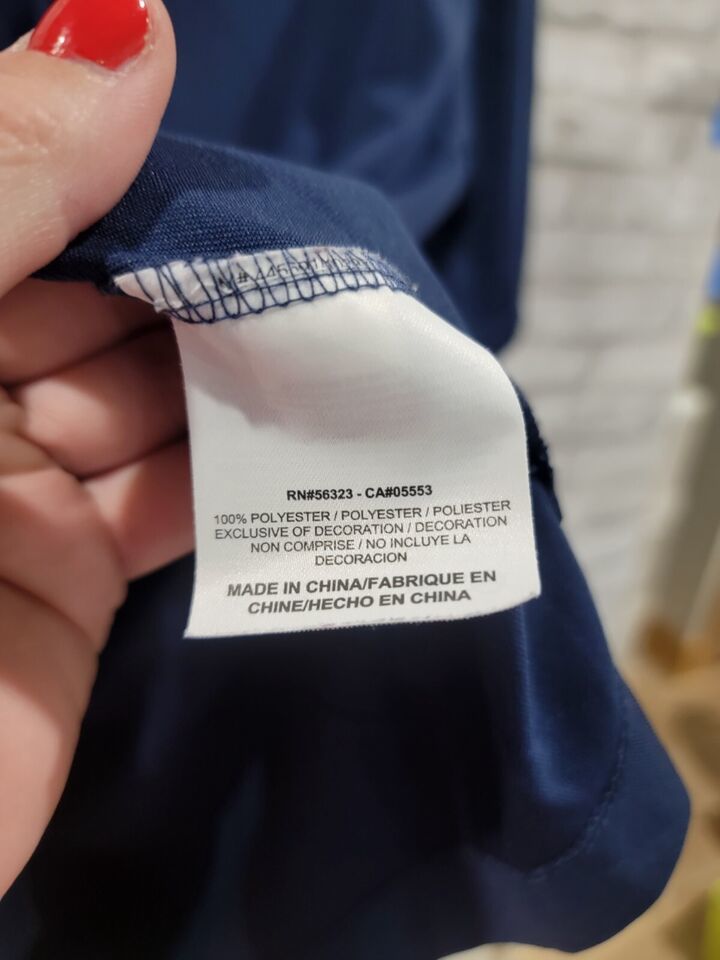 RN#56323 - CA#05553
100% POLYESTER / POLYESTER / POLIESTER
EXCLUSIVE OF DECORATION / DECORATION
NON COMPRISE / NO INCLUYE LA
DECORACION
MADE IN CHINA/FABRIQUE EN
CHINE/HECHO EN CHINA